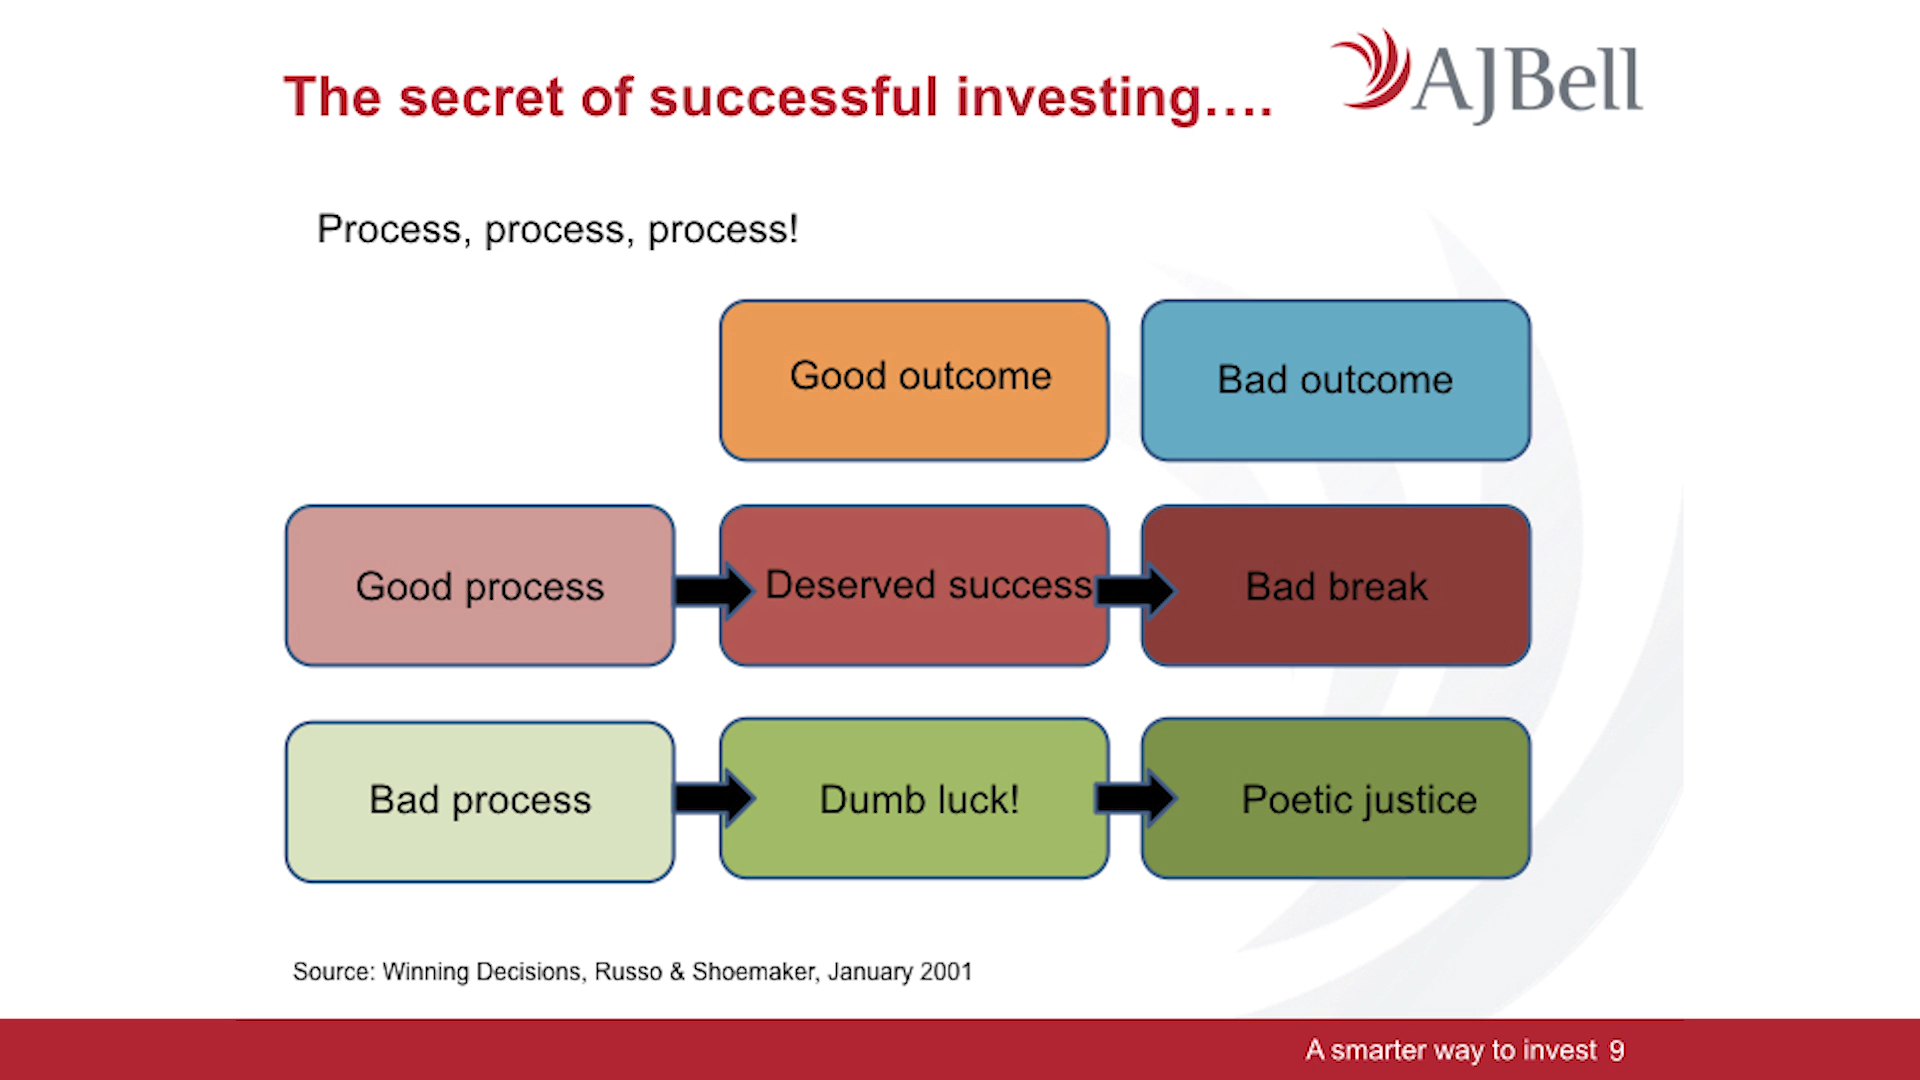 The secret of successful investing....
AJBell
Process, process, process!
Good outcome
Bad outcome
Good process
Deserved success
Bad break
Bad process
Dumb luck!
Poetic justice
Source: Winning Decisions, Russo & Shoemaker, January 2001
A smarter way to invest 9